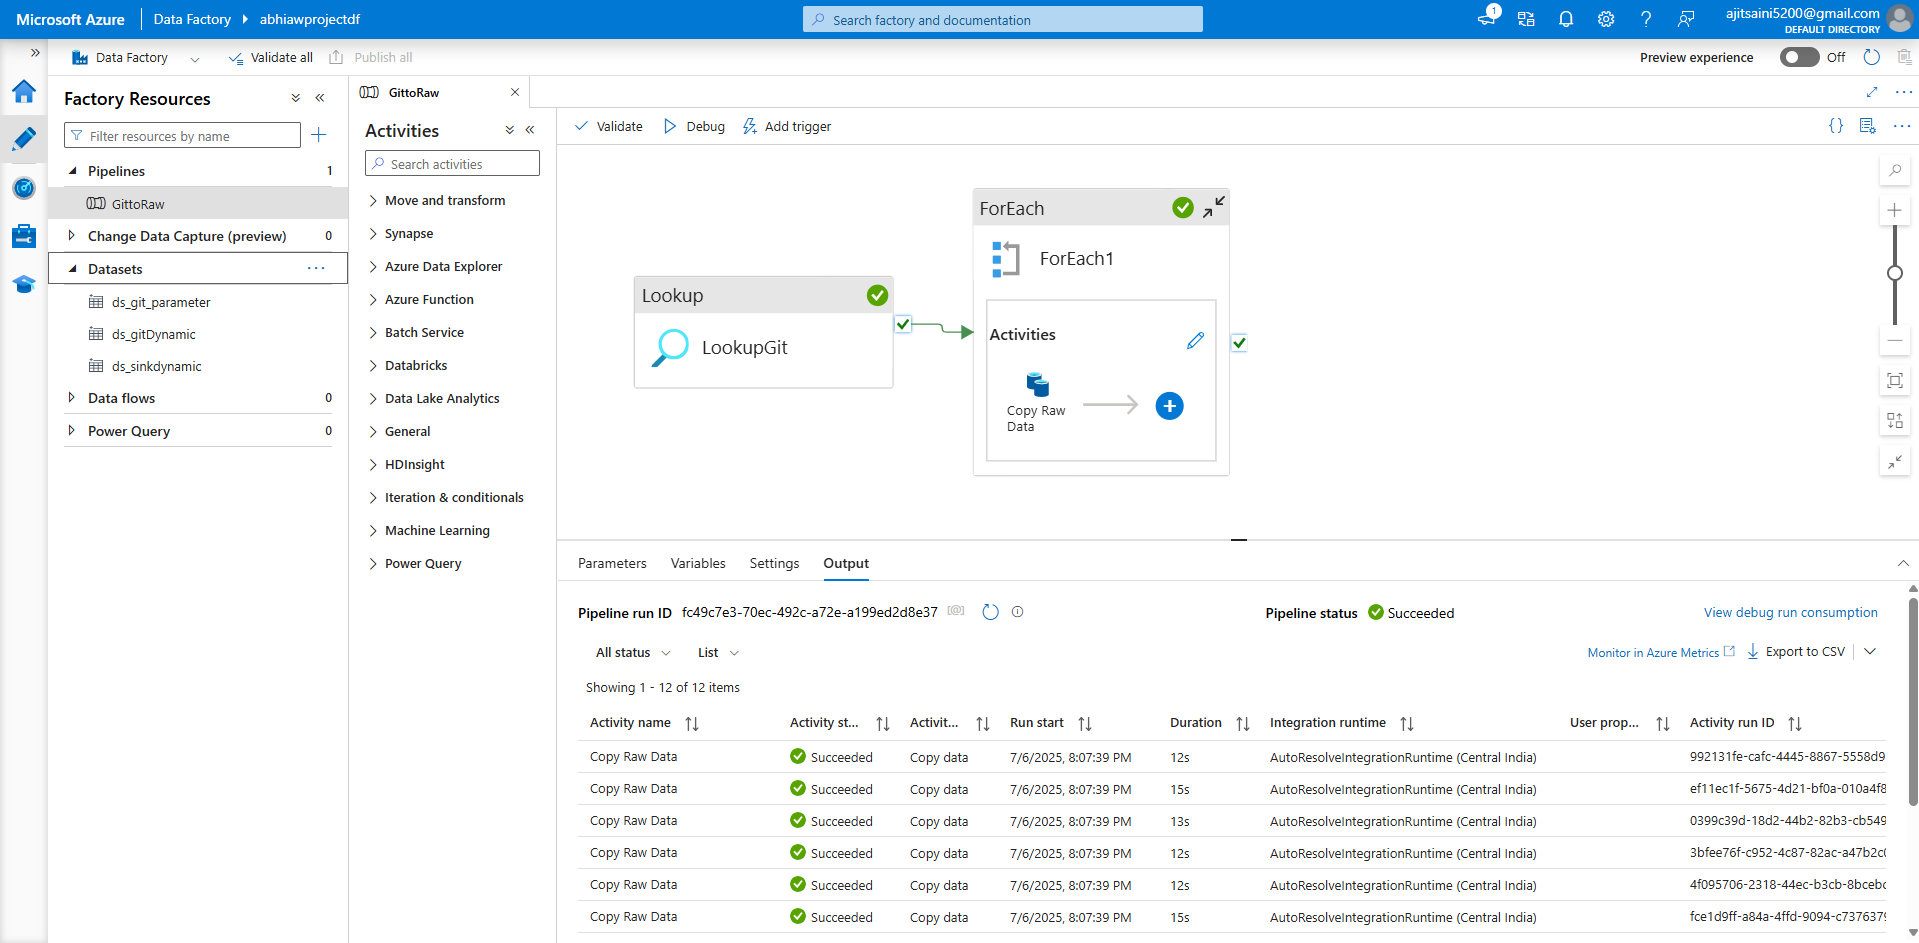 Microsoft Azure
Data Factory
abhiawprojectdf
Search factory and documentation
1
ajitsaini5200@gmail.com
DEFAULT DIRECTORY
Data Factory
Validate all
Publish all
Preview experience
Off
Factory Resources
Filter resources by name
Pipelines 1
GittoRaw
Change Data Capture (preview) 0
Datasets
ds_git_parameter
ds_gitDynamic
ds_sinkdynamic
Data flows 0
Power Query 0
GittoRaw
Activities
Search activities
Move and transform
Synapse
Azure Data Explorer
Azure Function
Batch Service
Databricks
Data Lake Analytics
General
HDInsight
Iteration & conditionals
Machine Learning
Power Query
Validate
Debug
Add trigger
Lookup
LookupGit
ForEach
ForEach1
Activities
Copy Raw
Data
Parameters Variables Settings Output
Pipeline run ID fc49c7e3-70ec-492c-a72e-a199ed2d8e37
Pipeline status Succeeded
View debug run consumption
All status
List
Monitor in Azure Metrics
Export to CSV
Showing 1 - 12 of 12 items
Activity name Activity st... Activit... Run start Duration Integration runtime User prop... Activity run ID
Copy Raw Data Succeeded Copy data 7/6/2025, 8:07:39 PM 12s AutoResolveIntegrationRuntime (Central India) 992131fe-cafc-4445-8867-5558d9
Copy Raw Data Succeeded Copy data 7/6/2025, 8:07:39 PM 15s AutoResolveIntegrationRuntime (Central India) ef11ec1f-5675-4d21-bf0a-010a4f8
Copy Raw Data Succeeded Copy data 7/6/2025, 8:07:39 PM 13s AutoResolveIntegrationRuntime (Central India) 0399c39d-18d2-44b2-82b3-cb549
Copy Raw Data Succeeded Copy data 7/6/2025, 8:07:39 PM 12s AutoResolveIntegrationRuntime (Central India) 3bfee76f-c952-4c87-82ac-a47b2c0
Copy Raw Data Succeeded Copy data 7/6/2025, 8:07:39 PM 12s AutoResolveIntegrationRuntime (Central India) 4f095706-2318-44ec-b3cb-8bcebc
Copy Raw Data Succeeded Copy data 7/6/2025, 8:07:39 PM 15s AutoResolveIntegrationRuntime (Central India) fce1d9ff-a84a-4ffd-9094-c7376379